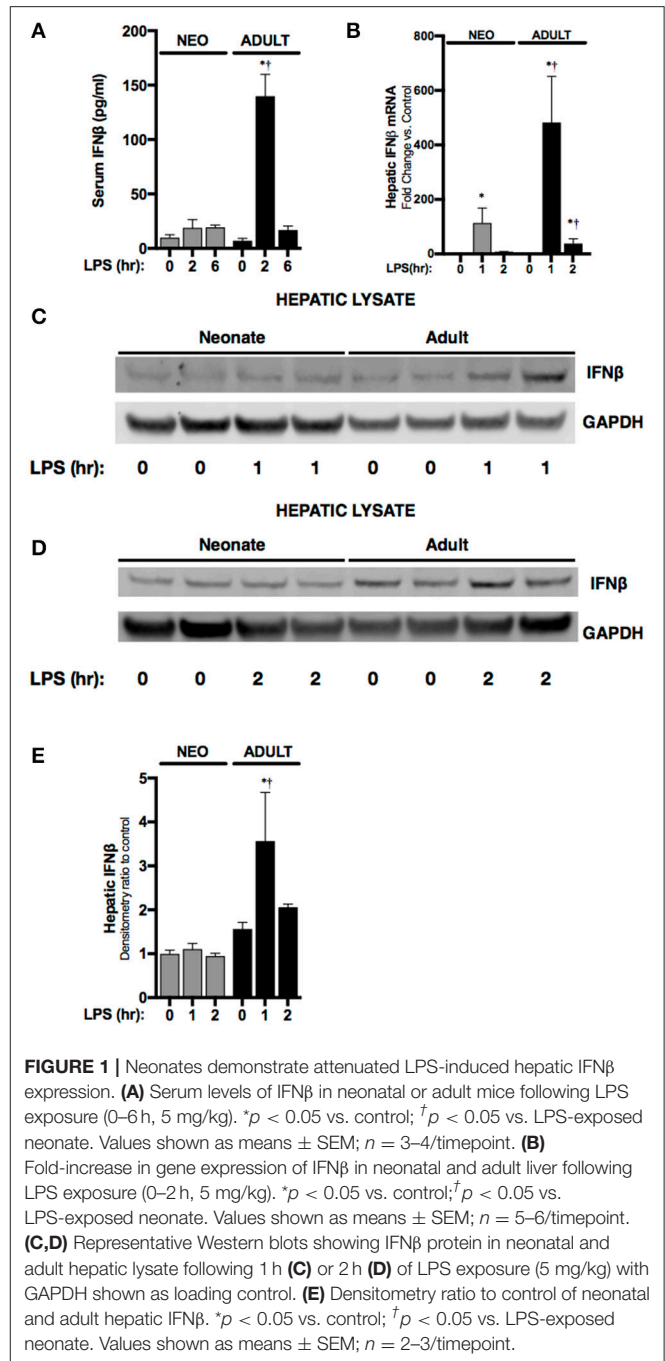 A
B
NEO ADULT
NEO ADULT
Serum IFNβ (pg/ml)
200
150
100
50
0
*†
LPS (hr): 0 2 6 0 2 6
Hepatic IFNβ mRNA
Fold Change vs. Control
800
600
400
200
0
*
*†
*†
LPS(hr): 0 1 2 0 1 2
HEPATIC LYSATE
C
Neonate Adult
IFNβ
GAPDH
LPS (hr): 0 0 1 1 0 0 1 1
HEPATIC LYSATE
D
Neonate Adult
IFNβ
GAPDH
LPS (hr): 0 0 2 2 0 0 2 2
E
NEO ADULT
Hepatic IFNβ
Densitometry ratio to control
5
4
3
2
1
0
*†
LPS (hr): 0 1 2 0 1 2
FIGURE 1 | Neonates demonstrate attenuated LPS-induced hepatic IFNβ
expression. (A) Serum levels of IFNβ in neonatal or adult mice following LPS
exposure (0–6 h, 5 mg/kg). *p < 0.05 vs. control; †p < 0.05 vs. LPS-exposed
neonate. Values shown as means ± SEM; n = 3–4/timepoint. (B)
Fold-increase in gene expression of IFNβ in neonatal and adult liver following
LPS exposure (0–2 h, 5 mg/kg). *p < 0.05 vs. control;†p < 0.05 vs.
LPS-exposed neonate. Values shown as means ± SEM; n = 5–6/timepoint.
(C,D) Representative Western blots showing IFNβ protein in neonatal and
adult hepatic lysate following 1 h (C) or 2 h (D) of LPS exposure (5 mg/kg) with
GAPDH shown as loading control. (E) Densitometry ratio to control of neonatal
and adult hepatic IFNβ. *p < 0.05 vs. control; †p < 0.05 vs. LPS-exposed
neonate. Values shown as means ± SEM; n = 2–3/timepoint.